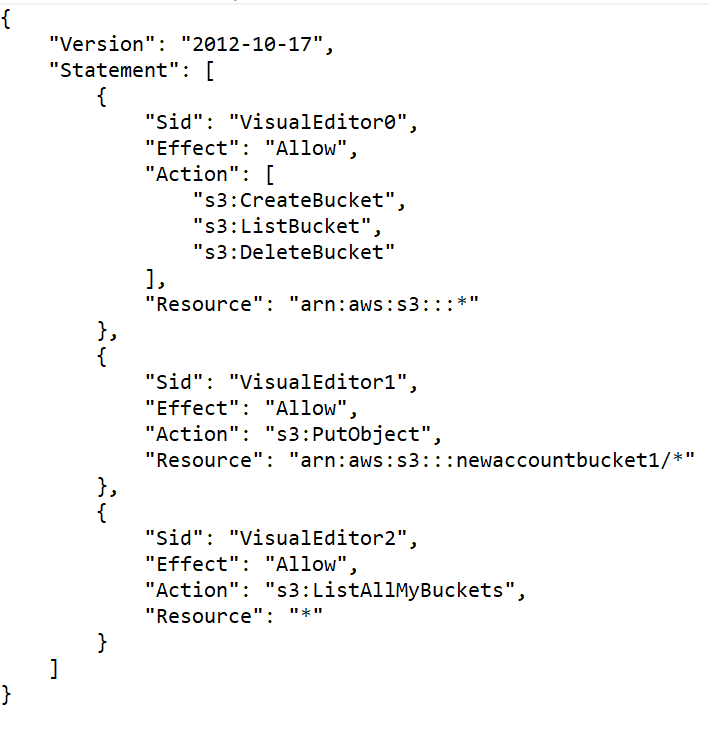 {
    "Version": "2012-10-17",
    "Statement": [
        {
            "Sid": "VisualEditor0",
            "Effect": "Allow",
            "Action": [
                "s3:CreateBucket",
                "s3:ListBucket",
                "s3:DeleteBucket"
            ],
            "Resource": "arn:aws:s3:::*"
        },
        {
            "Sid": "VisualEditor1",
            "Effect": "Allow",
            "Action": "s3:PutObject",
            "Resource": "arn:aws:s3:::newaccountbucket1/*"
        },
        {
            "Sid": "VisualEditor2",
            "Effect": "Allow",
            "Action": "s3:ListAllMyBuckets",
            "Resource": "*"
        }
    ]
}